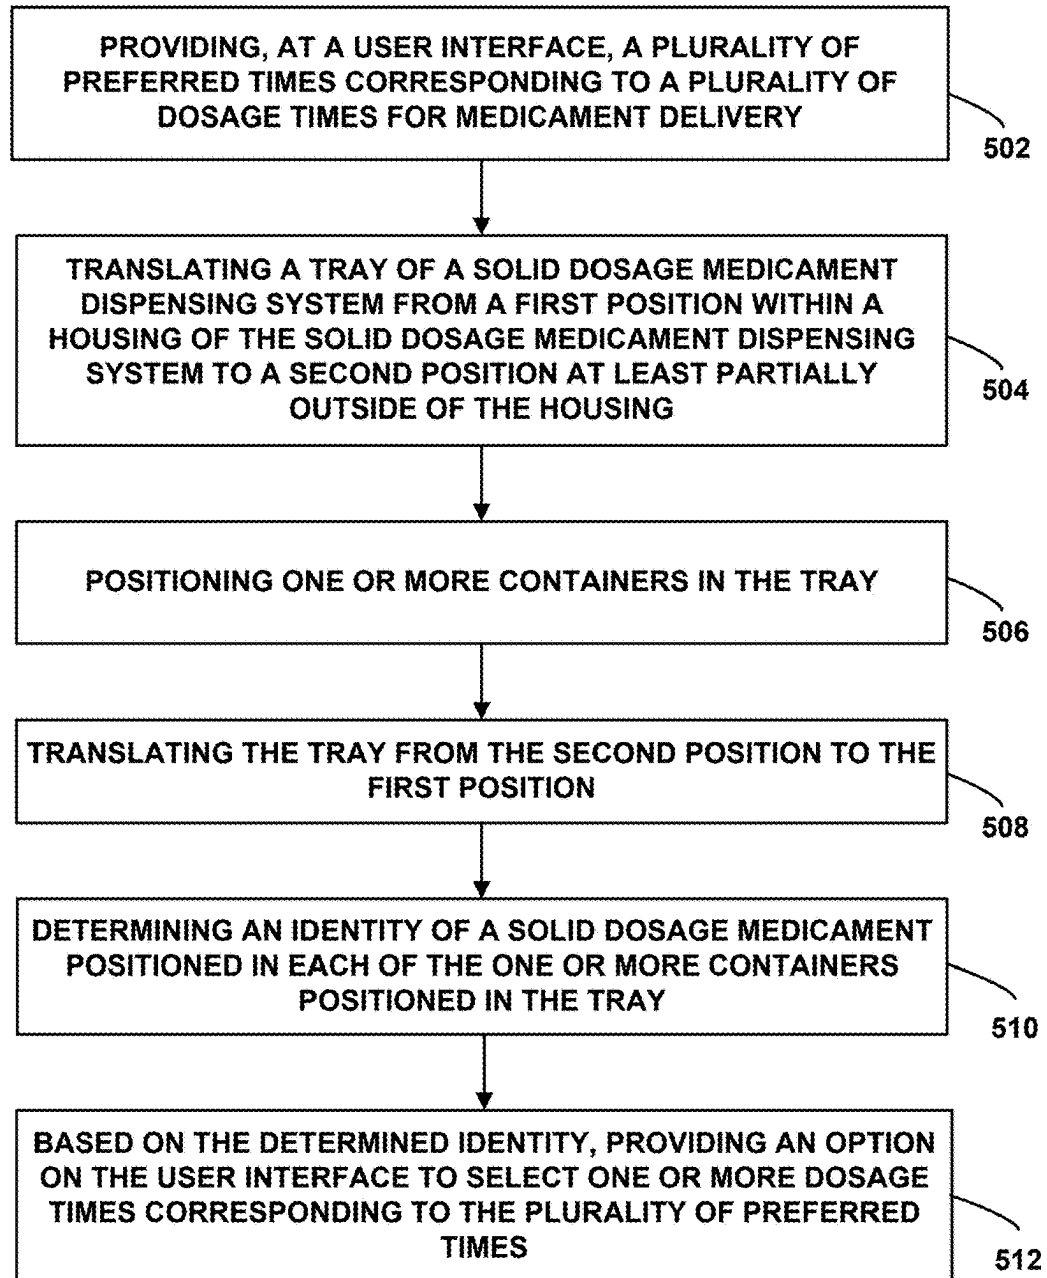 PROVIDING, AT A USER INTERFACE, A PLURALITY OF
PREFERRED TIMES CORRESPONDING TO A PLURALITY OF
DOSAGE TIMES FOR MEDICAMENT DELIVERY
502
TRANSLATING A TRAY OF A SOLID DOSAGE MEDICAMENT
DISPENSING SYSTEM FROM A FIRST POSITION WITHIN A
HOUSING OF THE SOLID DOSAGE MEDICAMENT DISPENSING
SYSTEM TO A SECOND POSITION AT LEAST PARTIALLY
OUTSIDE OF THE HOUSING
504
POSITIONING ONE OR MORE CONTAINERS IN THE TRAY
506
TRANSLATING THE TRAY FROM THE SECOND POSITION TO THE
FIRST POSITION
508
DETERMINING AN IDENTITY OF A SOLID DOSAGE MEDICAMENT
POSITIONED IN EACH OF THE ONE OR MORE CONTAINERS
POSITIONED IN THE TRAY
510
BASED ON THE DETERMINED IDENTITY, PROVIDING AN OPTION
ON THE USER INTERFACE TO SELECT ONE OR MORE DOSAGE
TIMES CORRESPONDING TO THE PLURALITY OF PREFERRED
TIMES
512